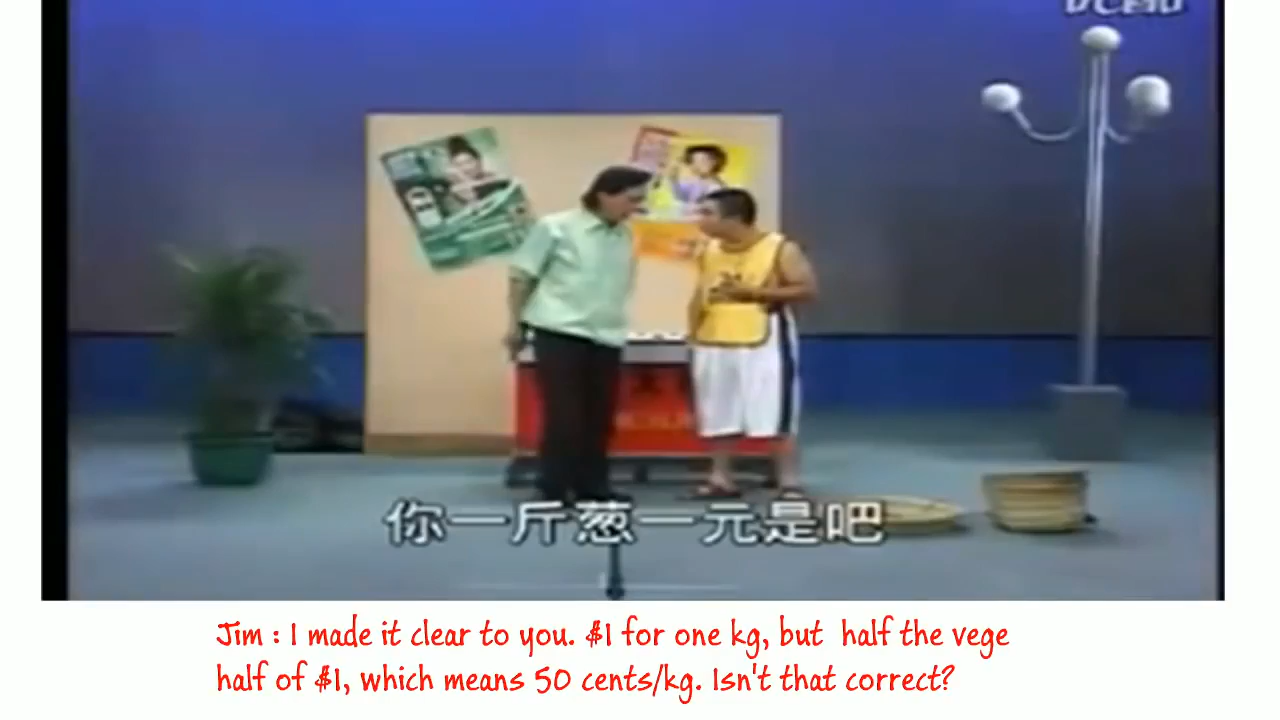 你一斤葱一元是吧
Jim : I made it clear to you. $1 for one kg, but half the vege
half of $1, which means 50 cents/kg. Isn't that correct?